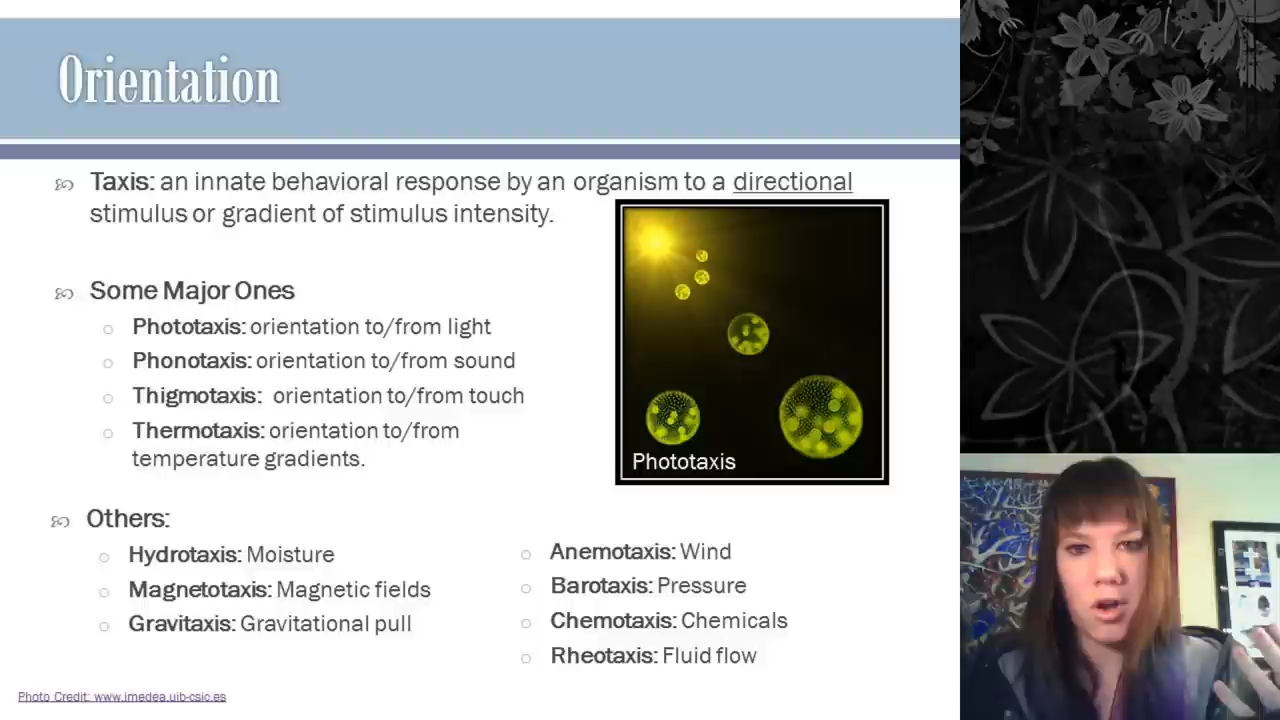 Orientation
Taxis: an innate behavioral response by an organism to a directional
stimulus or gradient of stimulus intensity.
Some Major Ones
Phototaxis: orientation to/from light
Phonotaxis: orientation to/from sound
Thigmotaxis: orientation to/from touch
Thermotaxis: orientation to/from
temperature gradients.
Phototaxis
Others:
Hydrotaxis: Moisture
Magnetotaxis: Magnetic fields
Gravitaxis: Gravitational pull
Anemotaxis: Wind
Barotaxis: Pressure
Chemotaxis: Chemicals
Rheotaxis: Fluid flow
Photo Credit: www.imedea.uib-csic.es